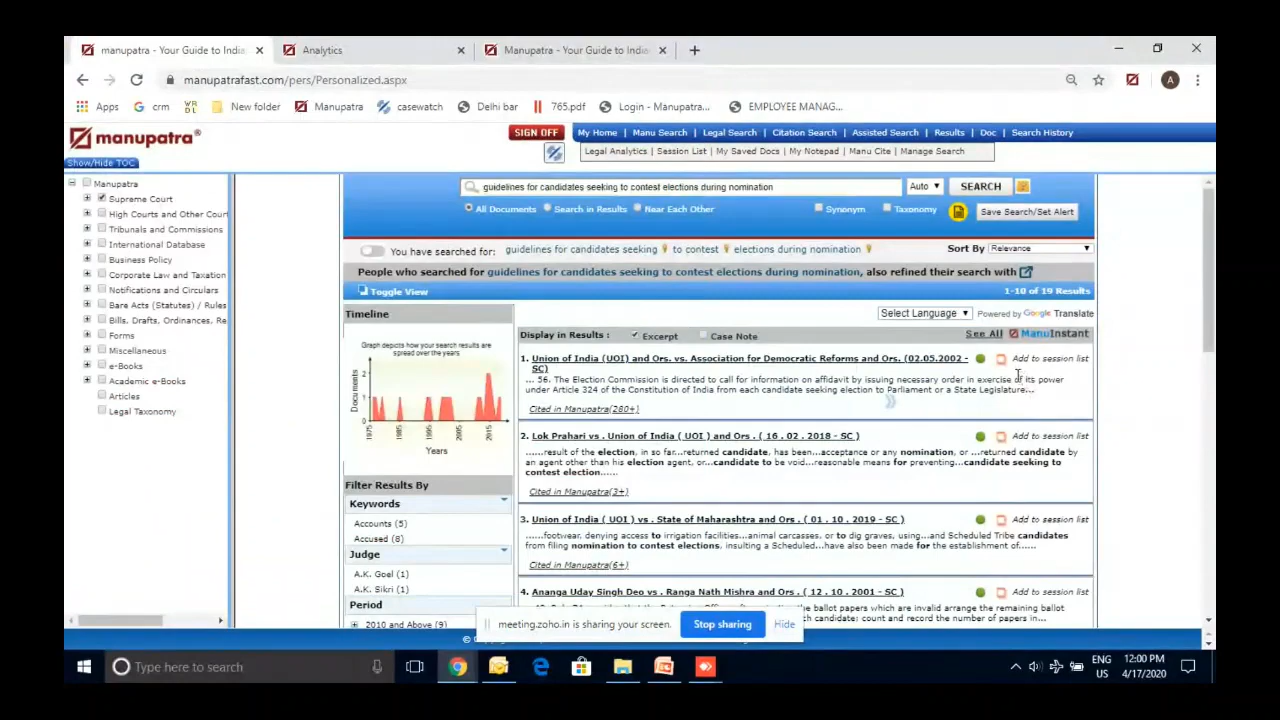 manupatra - Your Guide to India
Analytics
Manupatra - Your Guide to India
manupatrafast.com/pers/Personalized.aspx
Apps
crm
New folder
Manupatra
casewatch
Delhi bar
765.pdf
Login - Manupatra...
EMPLOYEE MANAG...
manupatra®
SIGN OFF
My Home | Manu Search | Legal Search | Citation Search | Assisted Search | Results | Doc | Search History
Legal Analytics | Session List | My Saved Docs | My Notepad | Manu Cite | Manage Search
Show/Hide TOC
Manupatra
Supreme Court
High Courts and Other Court
Tribunals and Commissions
International Database
Business Policy
Corporate Law and Taxation
Notifications and Circulars
Bare Acts (Statutes) / Rules
Bills, Drafts, Ordinances, Re
Forms
Miscellaneous
e-Books
Academic e-Books
Articles
Legal Taxonomy
guidelines for candidates seeking to contest elections during nomination
Auto
SEARCH
All Documents
Search in Results
Near Each Other
Synonym
Taxonomy
Save Search/Set Alert
You have searched for: guidelines for candidates seeking to contest elections during nomination
Sort By Relevance
People who searched for guidelines for candidates seeking to contest elections during nomination, also refined their search with
Toggle View
1-10 of 19 Results
Timeline
Graph depicts how your search results are
spread over the years
Documents
2
1
0
1975
1985
1995
2005
2015
Years
Filter Results By
Keywords
Accounts (5)
Accused (8)
Judge
A.K. Goel (1)
A.K. Sikri (1)
Period
2010 and Above (9)
Select Language
Powered by Google Translate
Display in Results :
Excerpt
Case Note
See All
ManuInstant
1. Union of India (UOI) and Ors. vs. Association for Democratic Reforms and Ors. (02.05.2002 -
SC)
Add to session list
... 56. The Election Commission is directed to call for information on affidavit by issuing necessary order in exercise of its power
under Article 324 of the Constitution of India from each candidate seeking election to Parliament or a State Legislature...
Cited in Manupatra(280+)
2. Lok Prahari vs. Union of India ( UOI ) and Ors . ( 16 . 02 . 2018 - SC )
Add to session list
......result of the election, in so far...returned candidate, has been...acceptance or any nomination, or ...returned candidate by
an agent other than his election agent, or...candidate to be void...reasonable means for preventing...candidate seeking to
contest election......
Cited in Manupatra(3+)
3. Union of India ( UOI ) vs . State of Maharashtra and Ors . ( 01 . 10 . 2019 - SC )
Add to session list
......footwear, denying access to irrigation facilities...animal carcasses, or to dig graves, using...and Scheduled Tribe candidates
from filing nomination to contest elections, insulting a Scheduled...have also been made for the establishment of...
Cited in Manupatra(6+)
4. Ananga Uday Singh Deo vs . Ranga Nath Mishra and Ors . ( 12 . 10 . 2001 - SC )
Add to session list
the ballot papers which are invalid arrange the remaining ballot
ch candidate; count and record the number of papers in...
meeting.zoho.in is sharing your screen.
Stop sharing
Hide
Type here to search
ENG
US
12:00 PM
4/17/2020